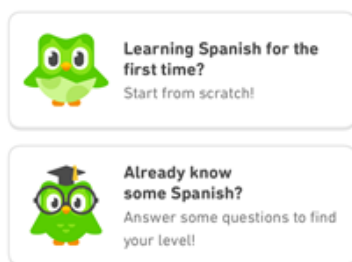 Learning Spanish for the
first time?
Start from scratch!
Already know
some Spanish?
Answer some questions to find
your level!